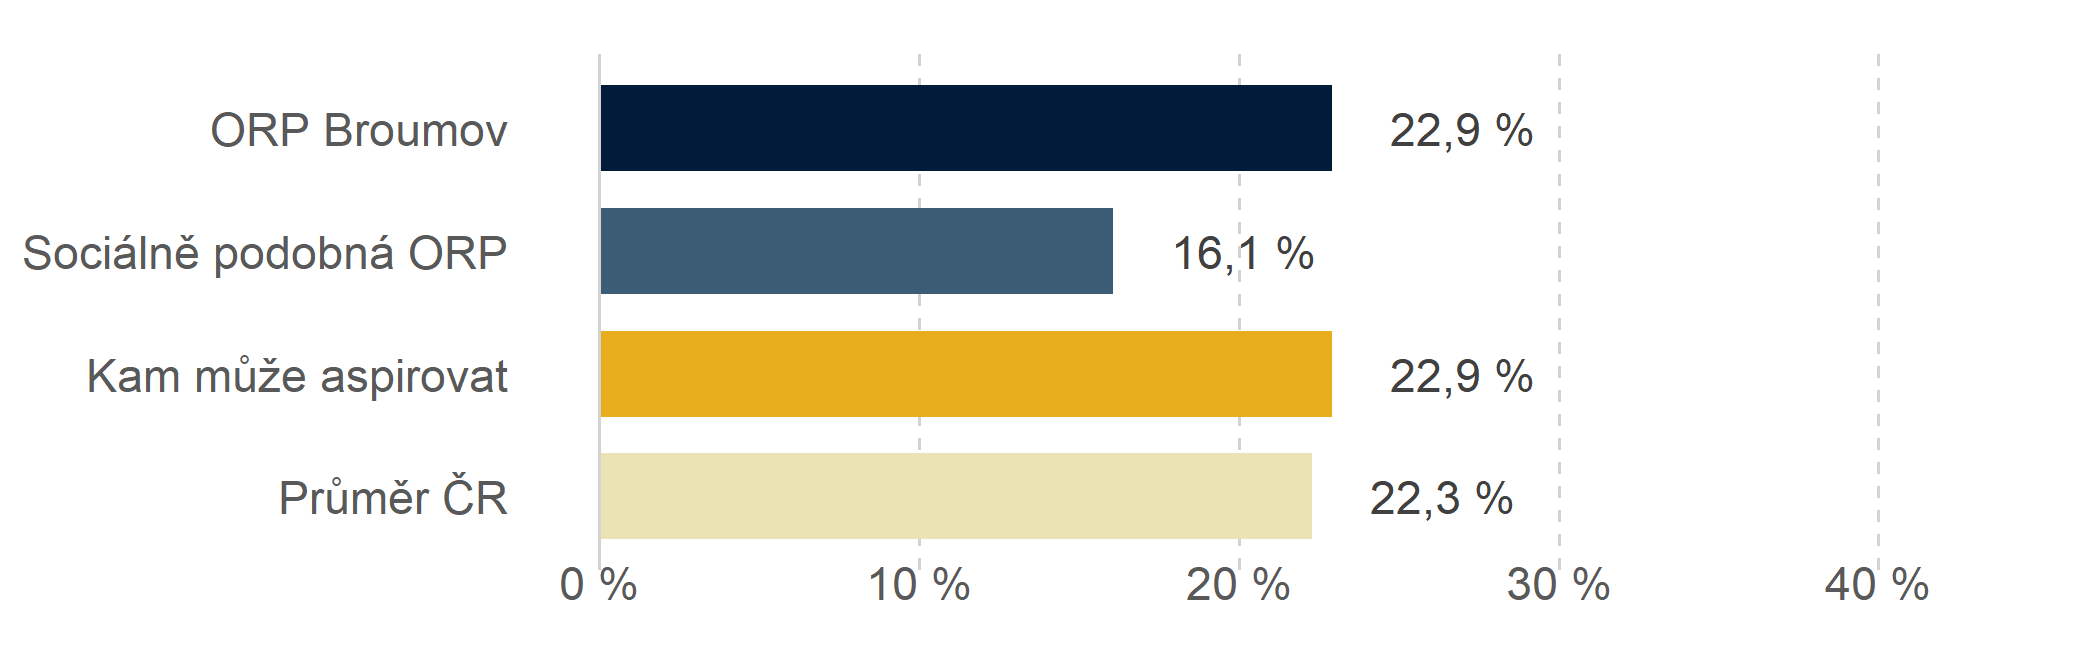 ORP Broumov 22,9 %
Sociálně podobná ORP 16,1 %
Kam může aspirovat 22,9 %
Průměr ČR 22,3 %
0 % 10 % 20 % 30 % 40 %